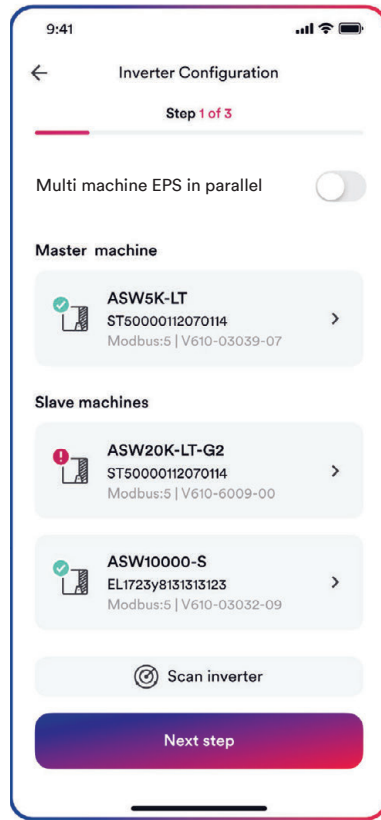 9:41
Inverter Configuration
Step 1 of 3
Multi machine EPS in parallel
Master machine
ASW5K-LT
ST50000112070114
Modbus:5 | V610-03039-07
Slave machines
ASW20K-LT-G2
ST50000112070114
Modbus:5 | V610-6009-00
ASW10000-S
EL1723y8131313123
Modbus:5 | V610-03032-09
Scan inverter
Next step